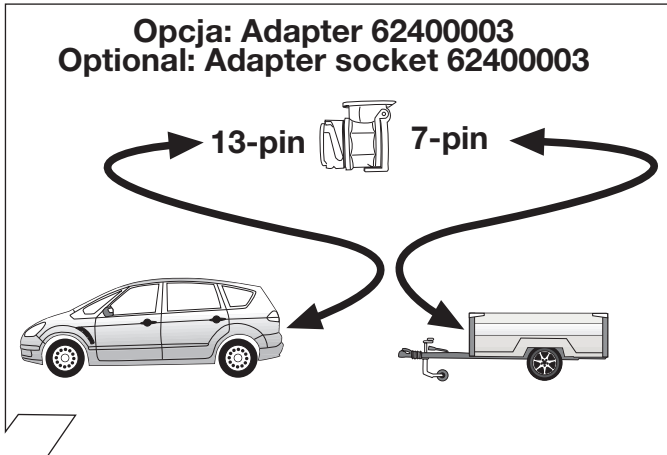 Opcja: Adapter 62400003
Optional: Adapter socket 62400003
13-pin
7-pin